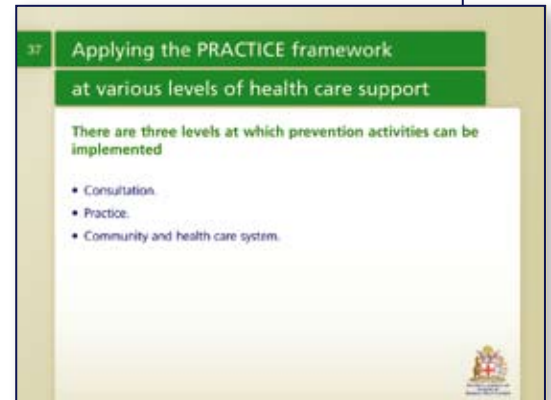 37
Applying the PRACTICE framework
at various levels of health care support
There are three levels at which prevention activities can be
implemented
• Consultation.
• Practice.
• Community and health care system.